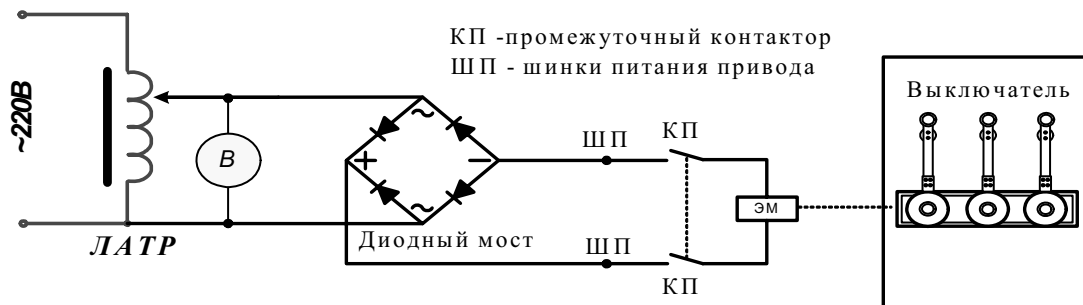 КП -промежуточный контактор
ШП - шинки питания привода
Выключатель
~220В
В
ШП
КП
+
−
~
~
ЭМ
ЛАТР
Диодный мост
ШП
КП